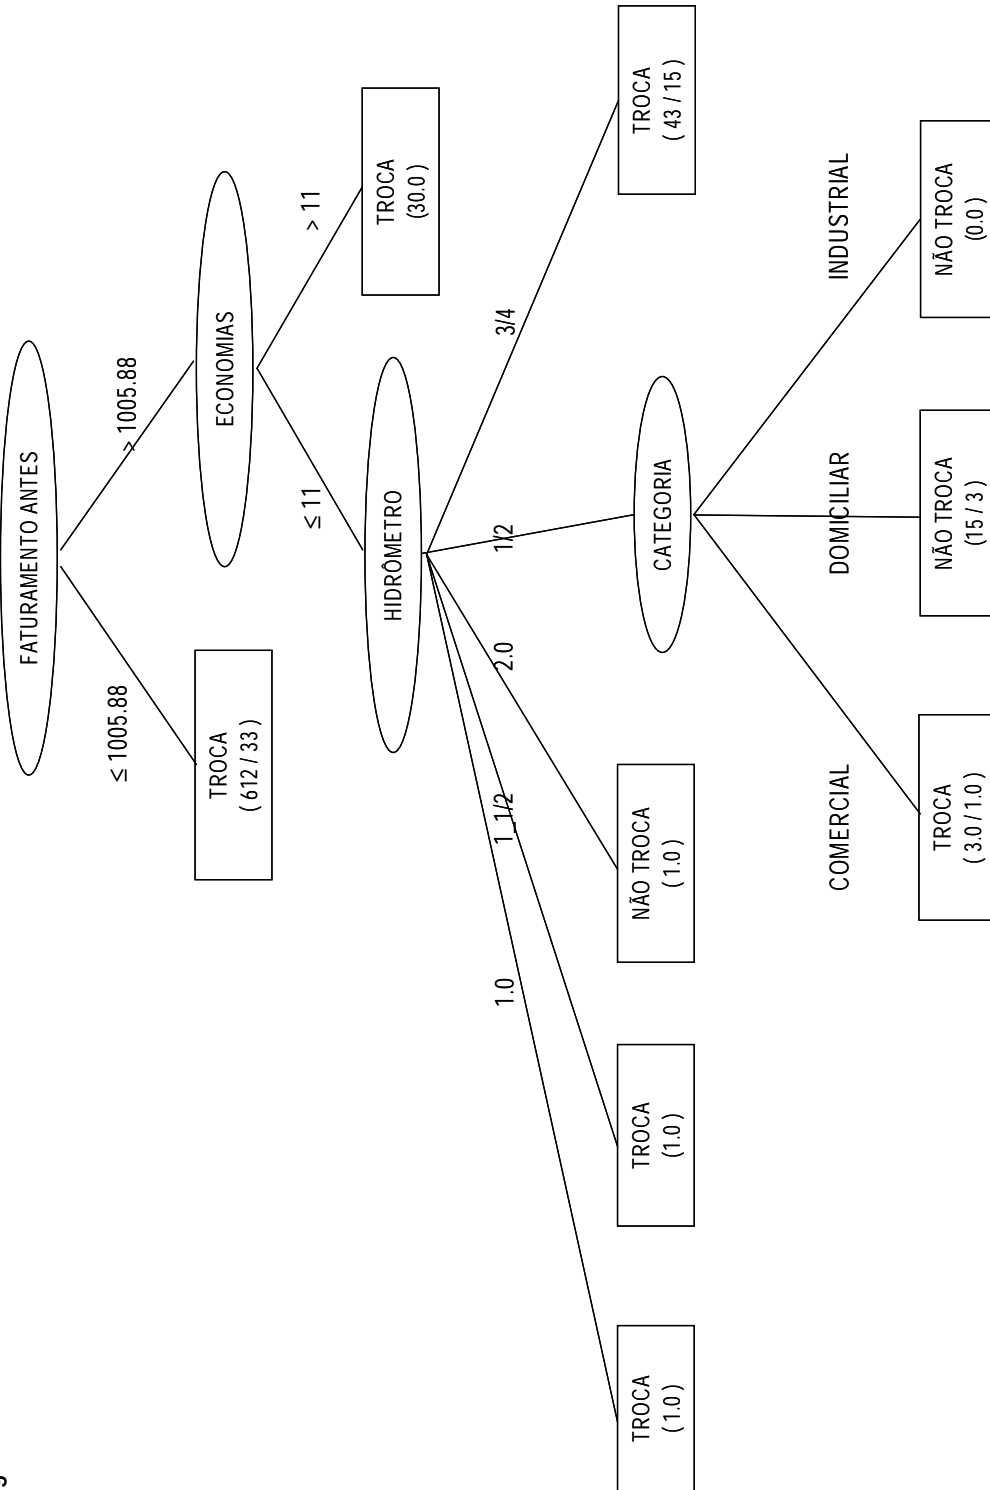 FATURAMENTO ANTES
≤ 1005.88
> 1005.88
TROCA
( 612 / 33 )
ECONOMIAS
≤ 11
> 11
HIDRÔMETRO
TROCA
(30.0 )
1.0
1_1/2
2.0
1/2
3/4
TROCA
(1.0 )
TROCA
(1.0 )
NÃO TROCA
( 1.0 )
CATEGORIA
TROCA
( 43 / 15 )
COMERCIAL
DOMICILIAR
INDUSTRIAL
TROCA
( 3.0 / 1.0 )
NÃO TROCA
(15 / 3 )
NÃO TROCA
(0.0 )